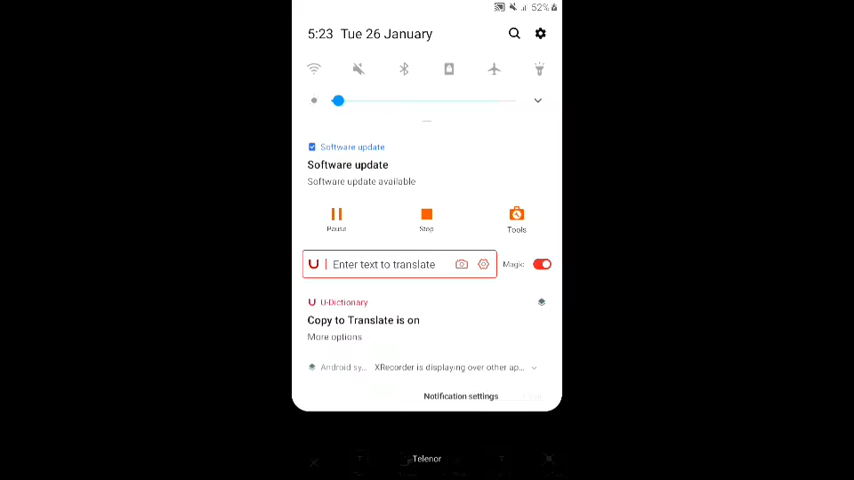 52%
5:23 Tue 26 January
Software update
Software update
Software update available
Pause Stop Tools
Enter text to translate Magic
U-Dictionary
Copy to Translate is on
More options
Android sy... XRecorder is displaying over other ap...
Notification settings
Telenor